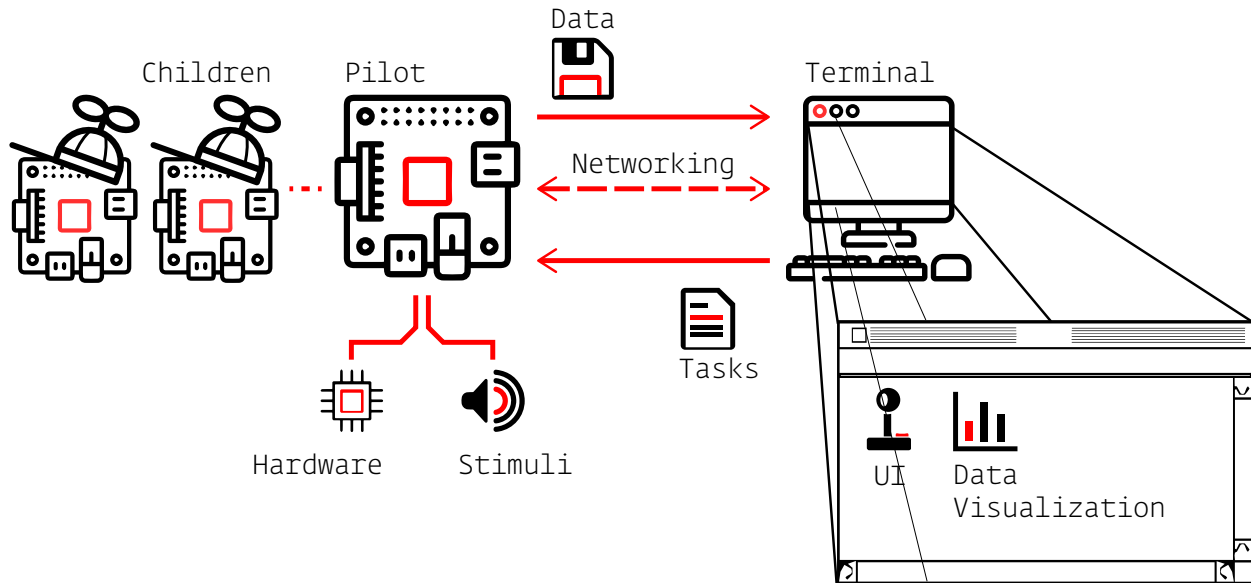 Data
Children
Pilot
Terminal
Networking
Tasks
Hardware
Stimuli
UI
Data
Visualization